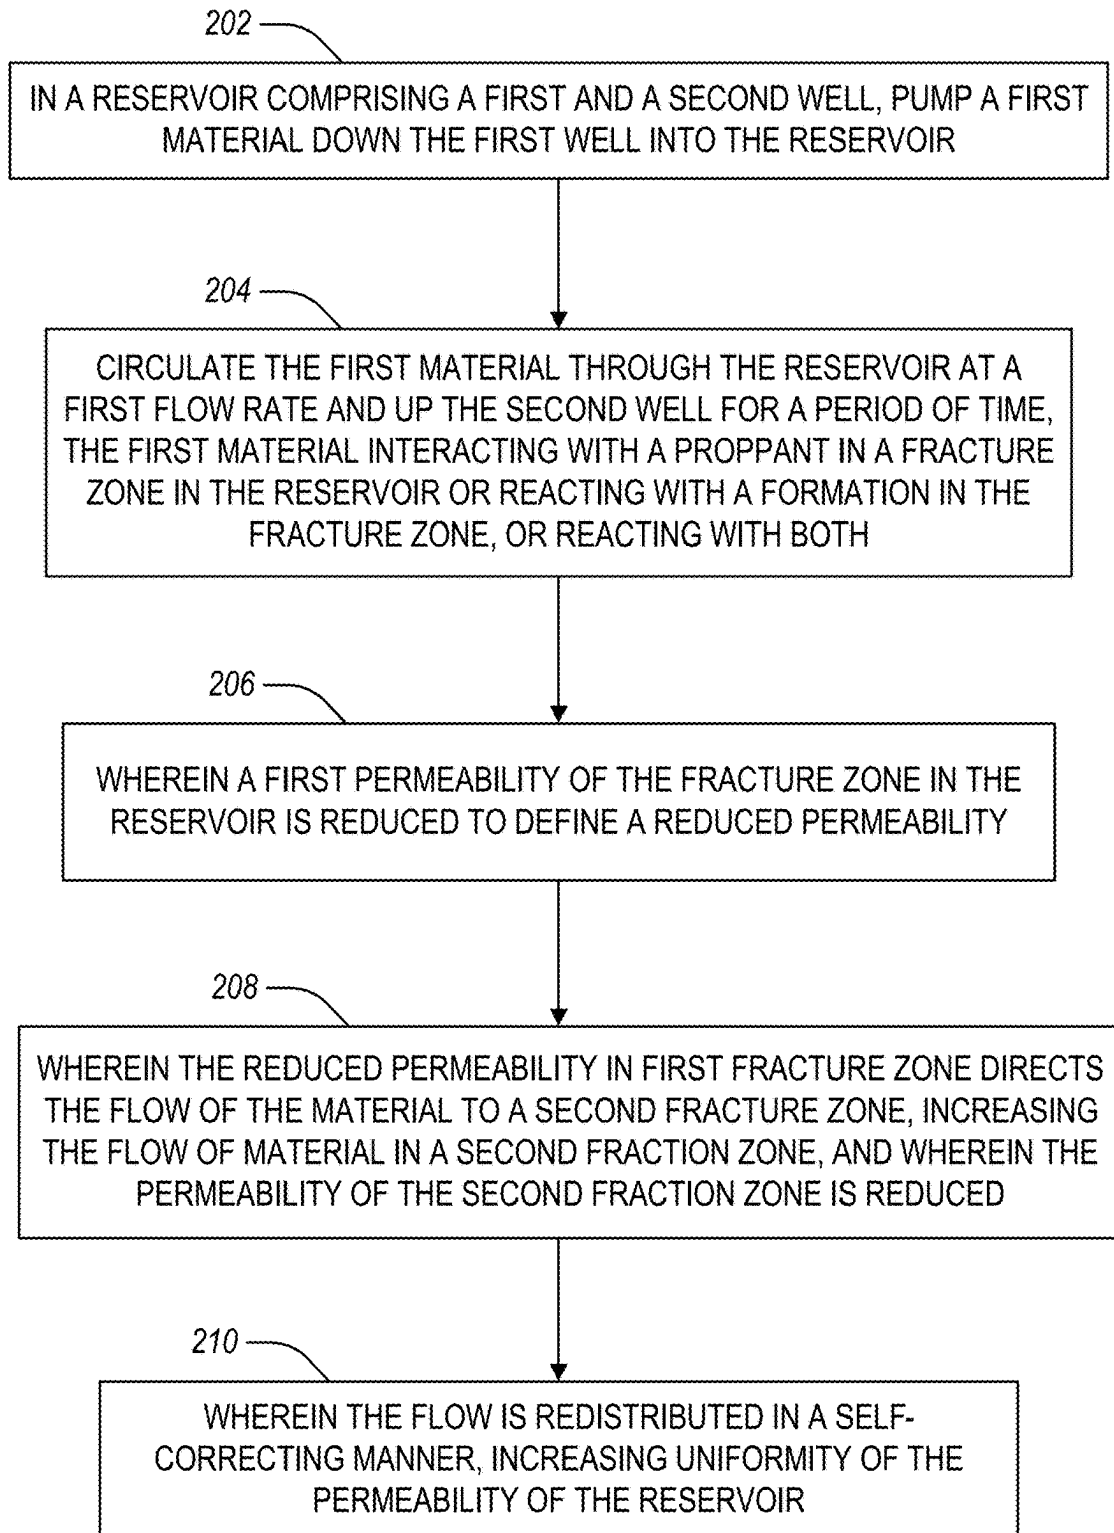 202
IN A RESERVOIR COMPRISING A FIRST AND A SECOND WELL, PUMP A FIRST
MATERIAL DOWN THE FIRST WELL INTO THE RESERVOIR
204
CIRCULATE THE FIRST MATERIAL THROUGH THE RESERVOIR AT A
FIRST FLOW RATE AND UP THE SECOND WELL FOR A PERIOD OF TIME,
THE FIRST MATERIAL INTERACTING WITH A PROPPANT IN A FRACTURE
ZONE IN THE RESERVOIR OR REACTING WITH A FORMATION IN THE
FRACTURE ZONE, OR REACTING WITH BOTH
206
WHEREIN A FIRST PERMEABILITY OF THE FRACTURE ZONE IN THE
RESERVOIR IS REDUCED TO DEFINE A REDUCED PERMEABILITY
208
WHEREIN THE REDUCED PERMEABILITY IN FIRST FRACTURE ZONE DIRECTS
THE FLOW OF THE MATERIAL TO A SECOND FRACTURE ZONE, INCREASING
THE FLOW OF MATERIAL IN A SECOND FRACTION ZONE, AND WHEREIN THE
PERMEABILITY OF THE SECOND FRACTION ZONE IS REDUCED
210
WHEREIN THE FLOW IS REDISTRIBUTED IN A SELF-
CORRECTING MANNER, INCREASING UNIFORMITY OF THE
PERMEABILITY OF THE RESERVOIR